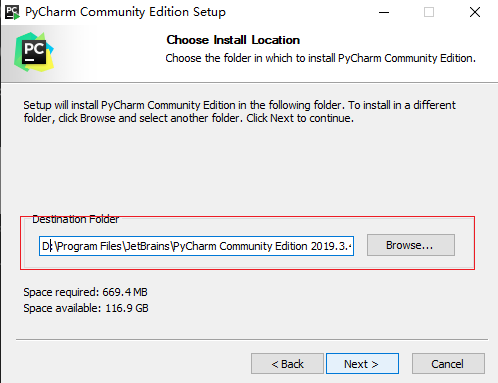 PyCharm Community Edition Setup
PC
Choose Install Location
Choose the folder in which to install PyCharm Community Edition.
Setup will install PyCharm Community Edition in the following folder. To install in a different
folder, click Browse and select another folder. Click Next to continue.
Destination Folder
D:\Program Files\JetBrains\PyCharm Community Edition 2019.3.4
Browse...
Space required: 669.4 MB
Space available: 116.9 GB
< Back
Next >
Cancel